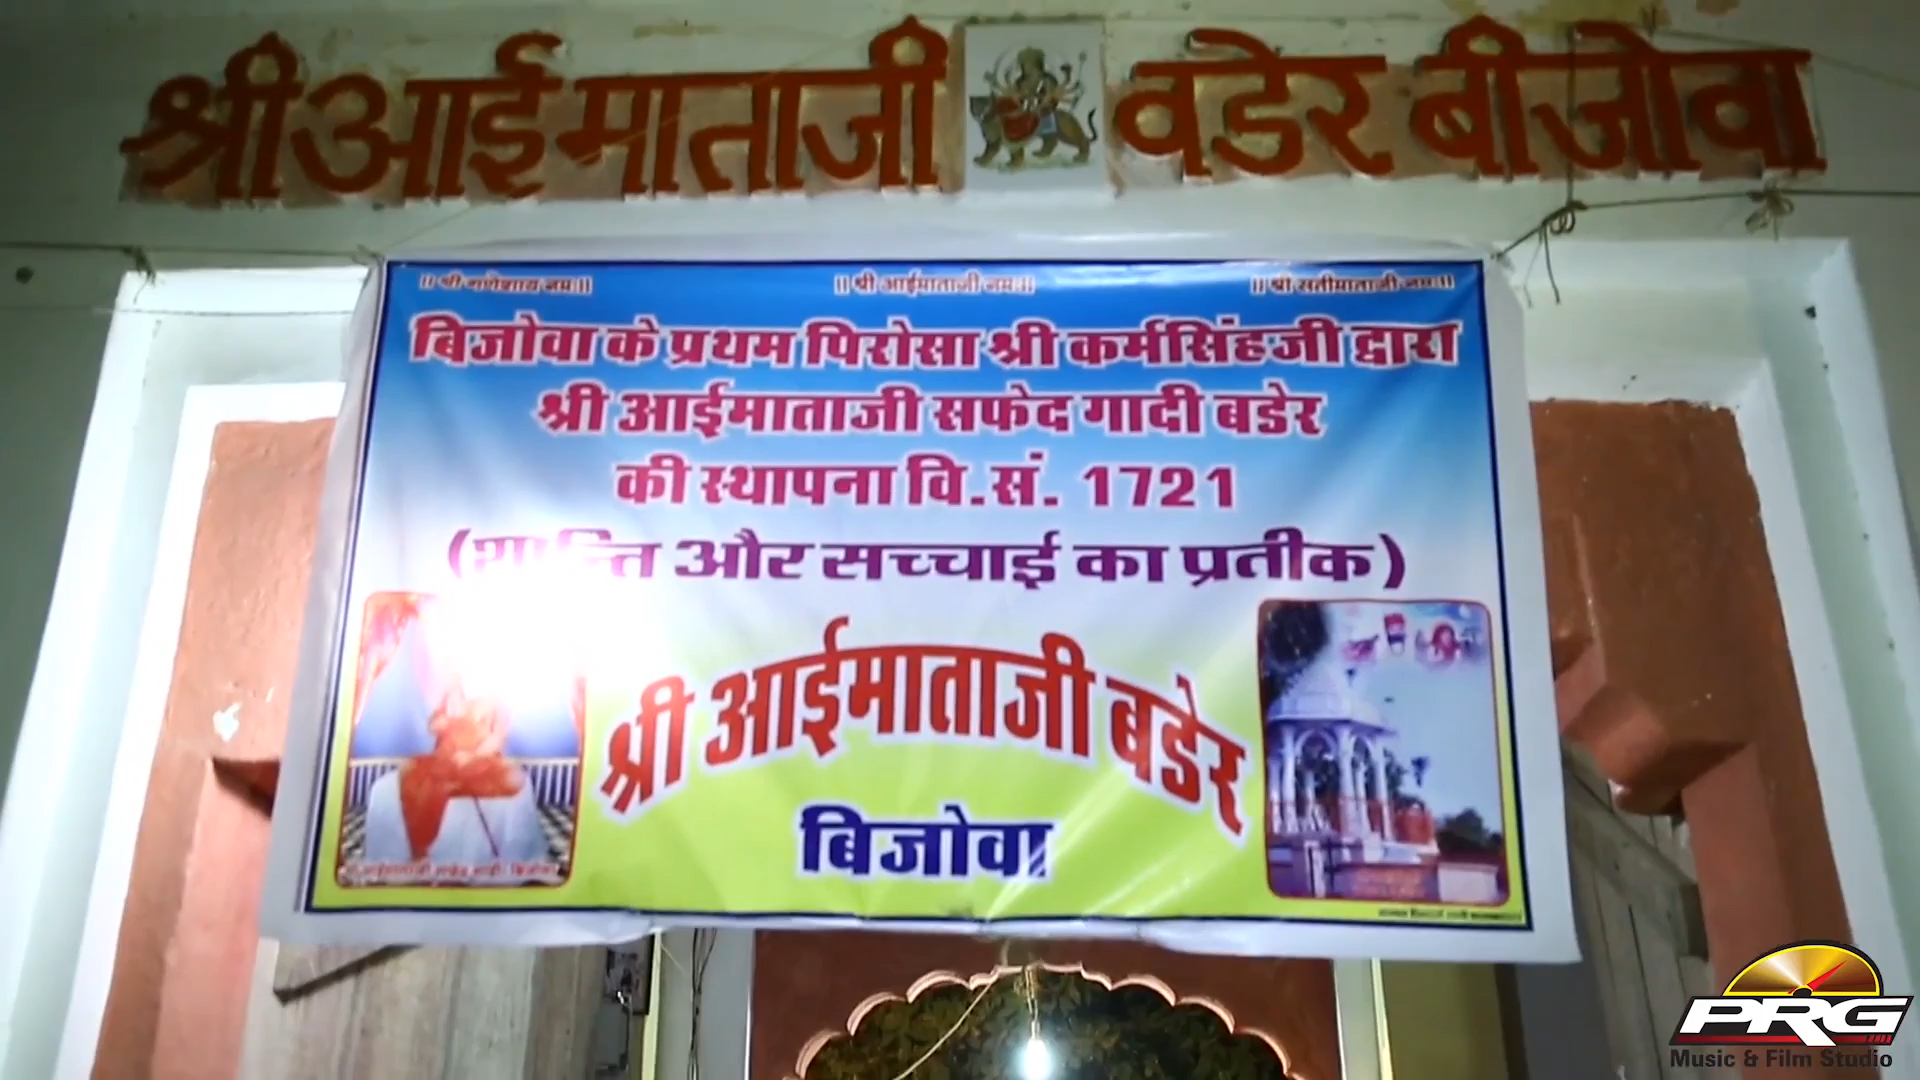 श्री आई माताजी वडेर बीजोवा
|| श्री गणेशाय नमः || || श्री आईमाताजी नमः || || श्री सतीमाताजी नमः ||
बिजोवा के प्रथम पिरोसा श्री कर्मसिंहजी द्वारा
श्री आईमाताजी सफेद गादी बडेर
की स्थापना वि.सं. 1721
(शान्ति और सच्चाई का प्रतीक)
श्री आईमाताजी बडेर
बिजोवा
PRG
Music & Film Studio